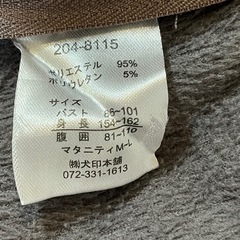 204-8115
ポリエステル 95%
ポリウレタン 5%
サイズ
バスト 86-101
身長 154-162
腹囲 81-110
マタニティM-L
㈱犬印本舗
072-331-1613